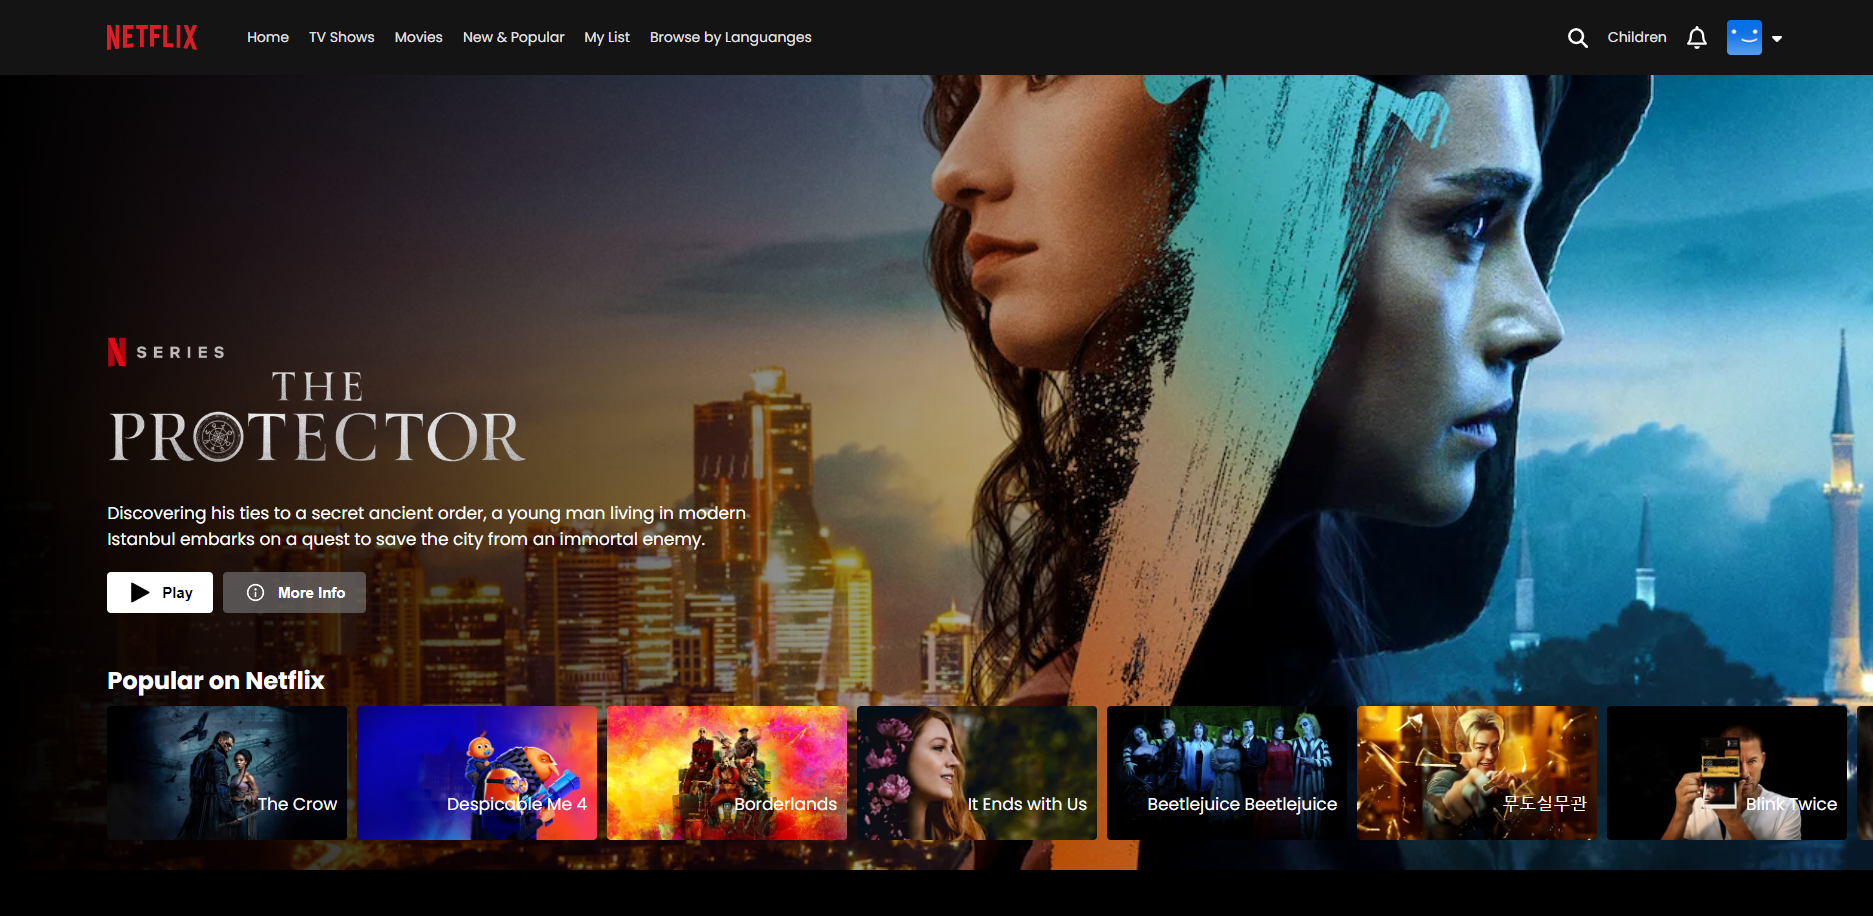 NETFLIX
Home TV Shows Movies New & Popular My List Browse by Languanges
Children
N SERIES
THE
PROTECTOR
Discovering his ties to a secret ancient order, a young man living in modern
Istanbul embarks on a quest to save the city from an immortal enemy.
Play
More Info
Popular on Netflix
The Crow
Despicable Me 4
Borderlands
It Ends with Us
Beetlejuice Beetlejuice
무도실무관
Blink Twice